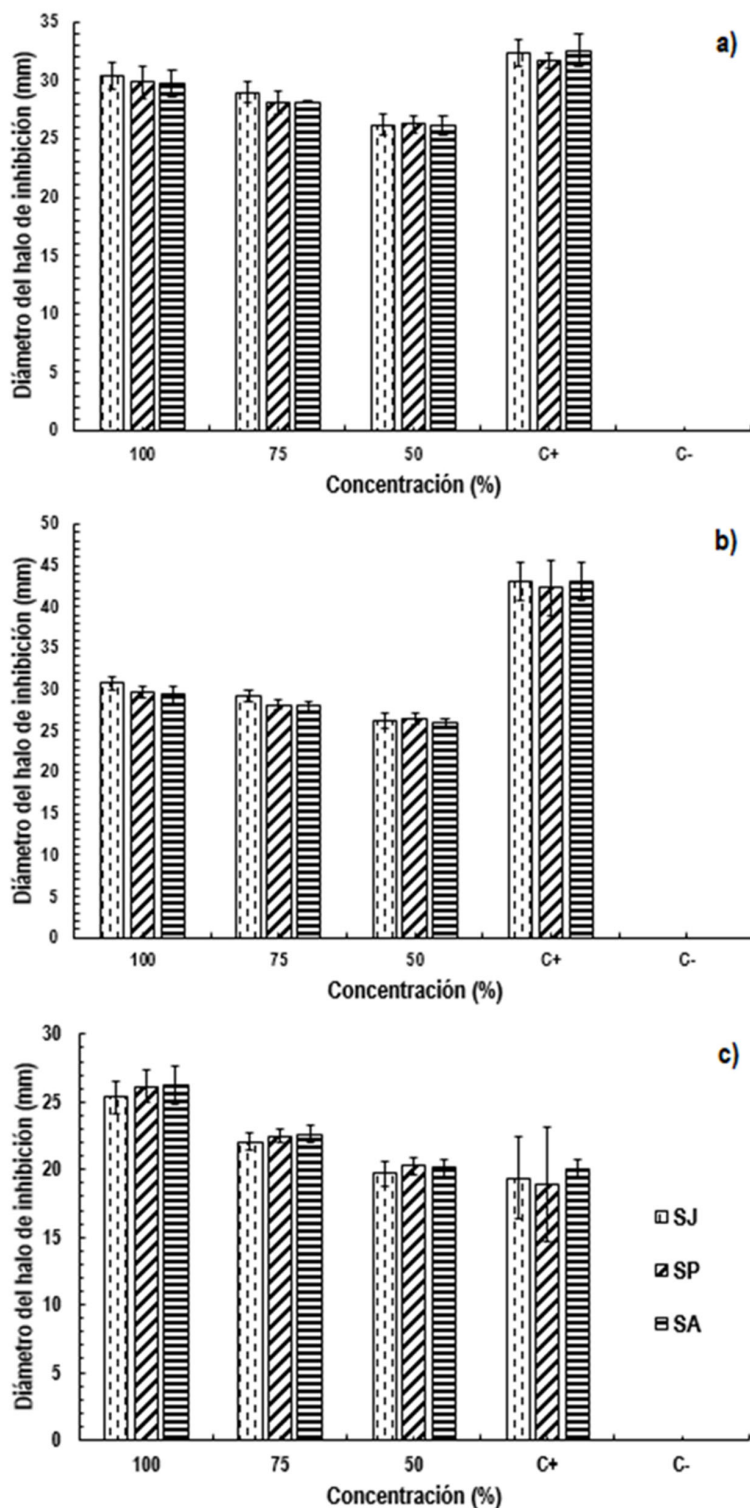 a)
Diámetro del halo de inhibición (mm)
35
30
25
20
15
10
5
0
100 75 50 C+ C-
Concentración (%)
b)
Diámetro del halo de inhibición (mm)
50
45
40
35
30
25
20
15
10
5
0
100 75 50 C+ C-
Concentración (%)
c)
Diámetro del halo de inhibición (mm)
30
25
20
15
10
5
0
SJ
SP
SA
100 75 50 C+ C-
Concentración (%)